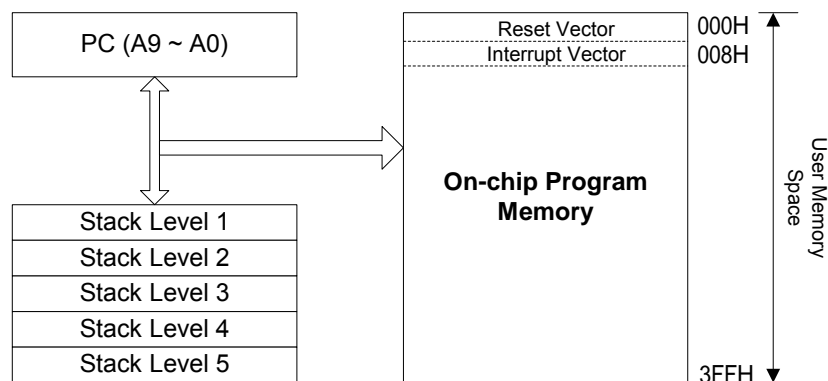 PC (A9 ~ A0)
Reset Vector
000H
Interrupt Vector
008H
On-chip Program
Memory
User Memory
Space
Stack Level 1
Stack Level 2
Stack Level 3
Stack Level 4
Stack Level 5
3FFH